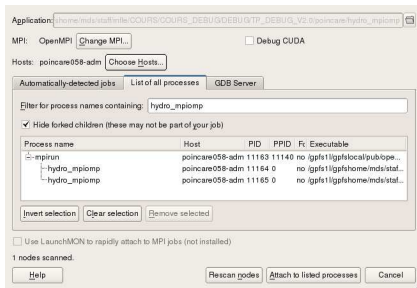 Application: shome/mds/staff/mlle/COURS/COURS_DEBUG/DEBUG/TP_DEBUG_V2.0/poincare/hydro_mpiomp
MPI: OpenMPI Change MPI... Debug CUDA
Hosts: poincare058-adm Choose Hosts...
Automatically-detected jobs List of all processes GDB Server
Filter for process names containing: hydro_mpiomp
Hide forked children (these may not be part of your job)
Process name Host PID PPID Fc Executable
mpirun poincare058-adm 11163 11140 no /gpfs1l/gpfslocal/pub/ope...
hydro_mpiomp poincare058-adm 11164 0 no /gpfs1l/gpfshome/mds/staf...
hydro_mpiomp poincare058-adm 11165 0 no /gpfs1l/gpfshome/mds/staf...
Invert selection Clear selection Remove selected
Use LaunchMON to rapidly attach to MPI jobs (not installed)
1 nodes scanned.
Help Rescan nodes Attach to listed processes Cancel